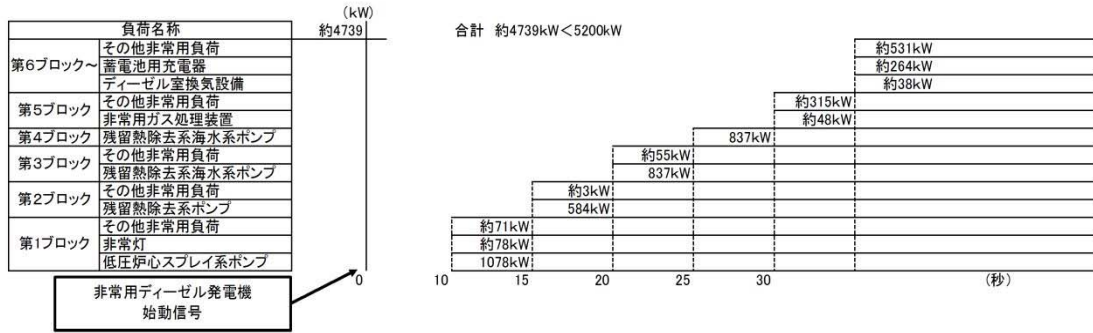 (kW)
負荷名称 約4739 合計 約4739kW<5200kW
第6ブロック～ その他非常用負荷 約531kW
蓄電池用充電器 約264kW
ディーゼル室換気設備 約38kW
第5ブロック その他非常用負荷 約315kW
非常用ガス処理装置 約48kW
第4ブロック 残留熱除去系海水系ポンプ 837kW
第3ブロック その他非常用負荷 約55kW
残留熱除去系海水系ポンプ 837kW
第2ブロック その他非常用負荷 約3kW
残留熱除去系ポンプ 584kW
第1ブロック その他非常用負荷 約71kW
非常灯 約78kW
低圧炉心スプレイ系ポンプ 1078kW
0 10 15 20 25 30 (秒)
非常用ディーゼル発電機
始動信号